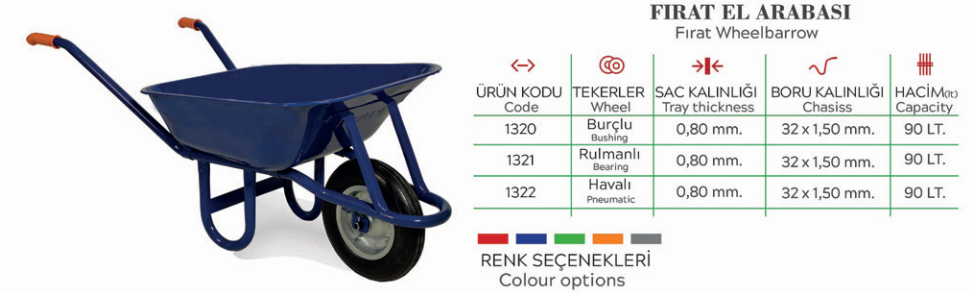 FIRAT EL ARABASI
Fırat Wheelbarrow
ÜRÜN KODU TEKERLER SAC KALINLIĞI BORU KALINLIĞI HACİM(lt)
Code Wheel Tray thickness Chasiss Capacity
1320 Burçlu 0,80 mm. 32 x 1,50 mm. 90 LT.
Bushing
1321 Rulmanlı 0,80 mm. 32 x 1,50 mm. 90 LT.
Bearing
1322 Havalı 0,80 mm. 32 x 1,50 mm. 90 LT.
Pneumatic
RENK SEÇENEKLERİ
Colour options